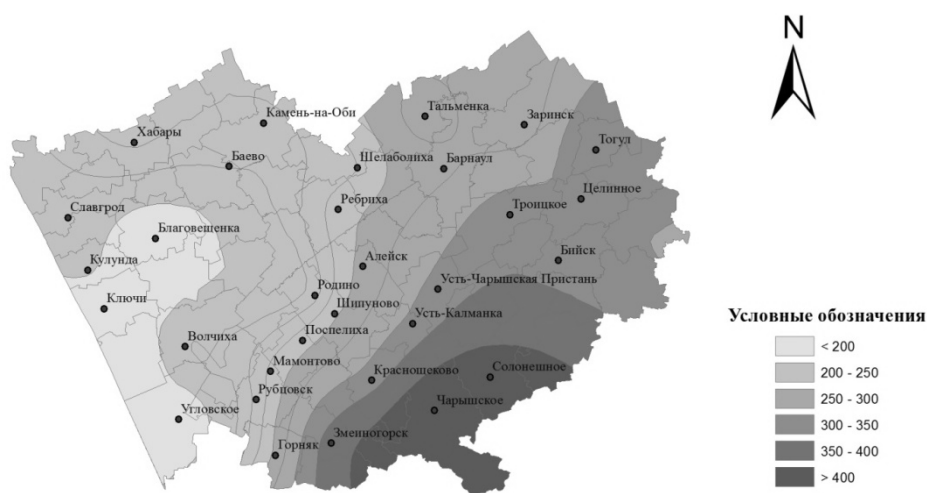 N
Тальменка
Камень-на-Оби
Заринск
Хабары
Тогул
Баево
Шелаболиха
Барнаул
Целинное
Славгрод
Ребриха
Троицкое
Благовещенка
Бийск
Кулунда
Алейск
Усть-Чарышская Пристань
Ключи
Родино
Шипуново
Усть-Калманка
Волчиха
Поспелиха
Мамонтово
Краснощеково
Солонешное
Рубцовск
Угловское
Чарышское
Змеиногорск
Горняк
Условные обозначения
< 200
200 - 250
250 - 300
300 - 350
350 - 400
> 400